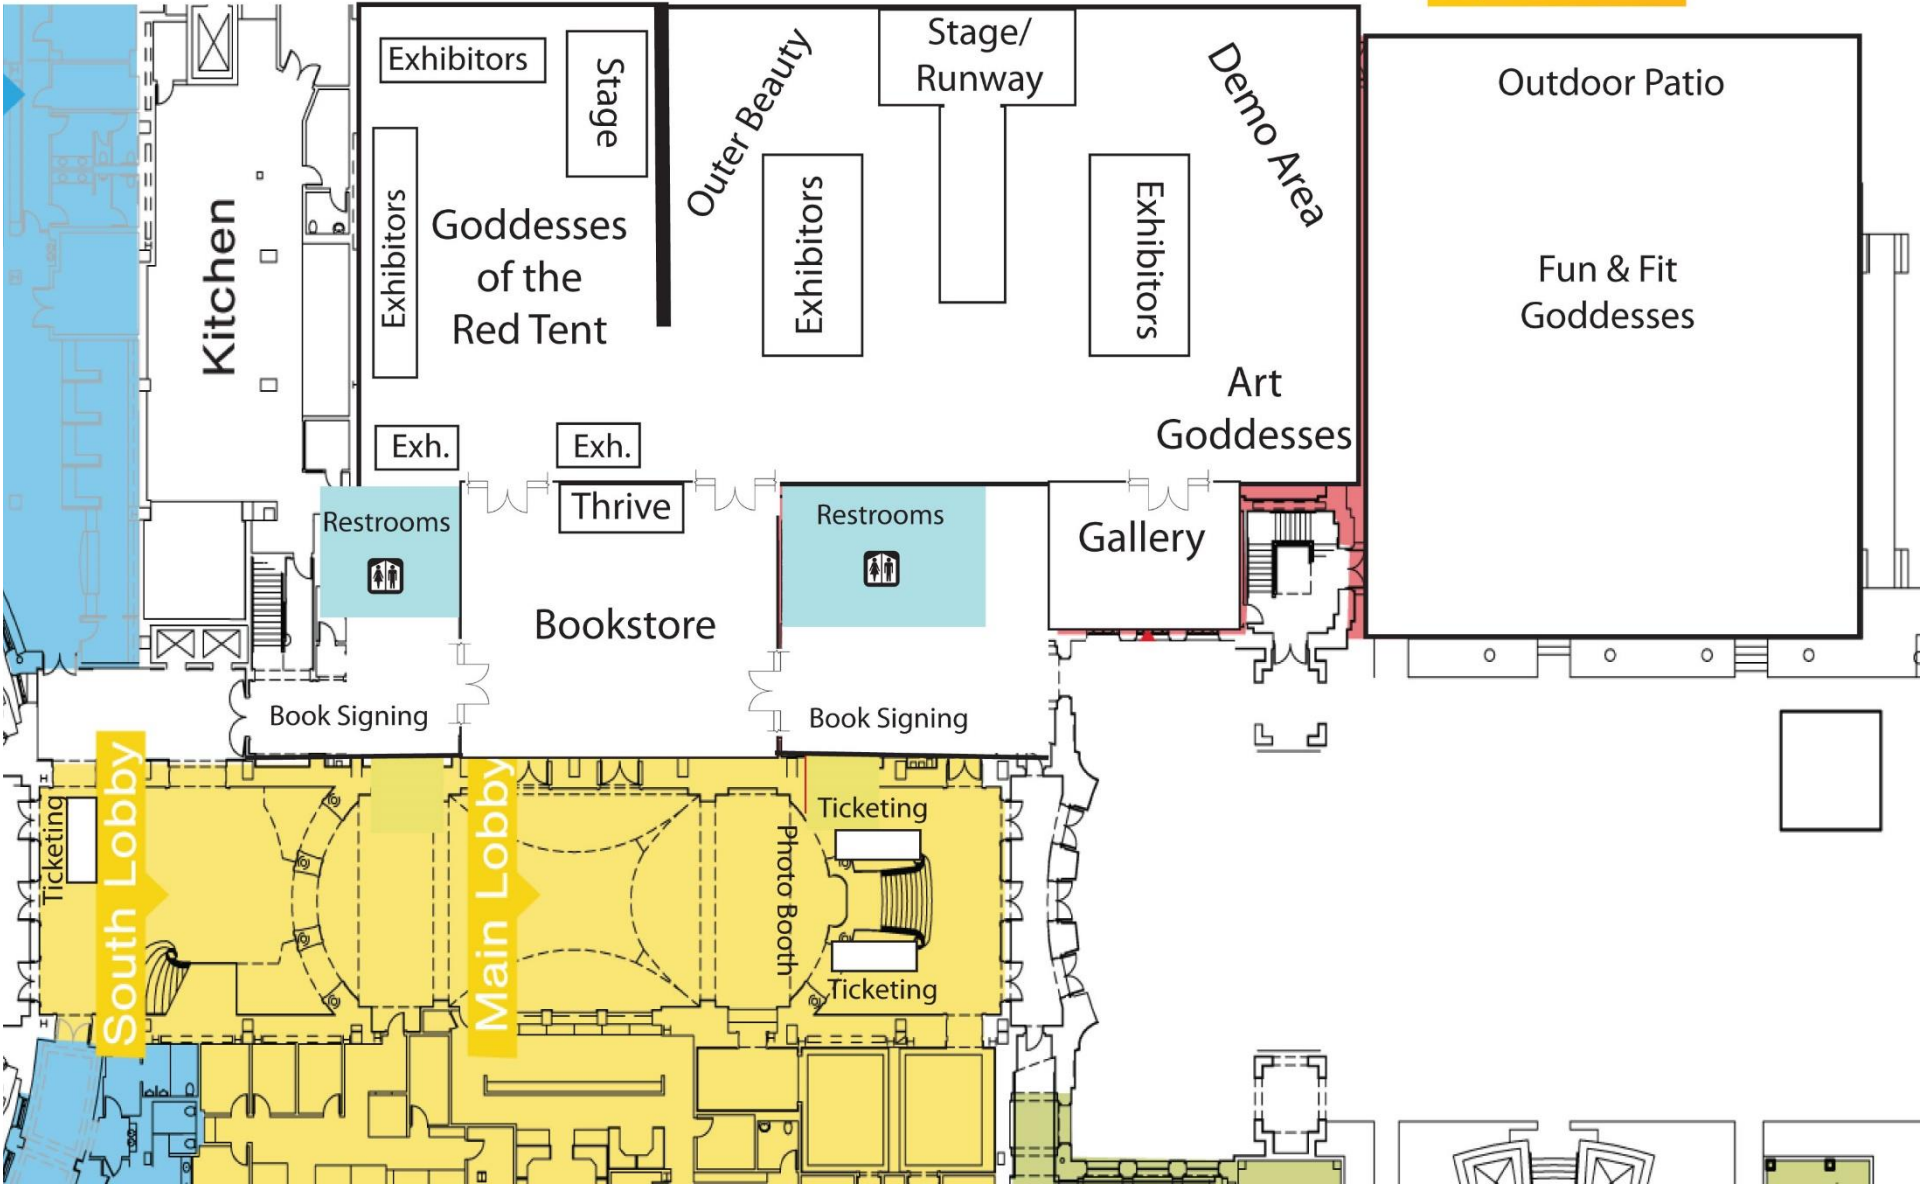 Exhibitors
Stage
Stage/
Runway
Outer Beauty
Demo Area
Outdoor Patio
Kitchen
Exhibitors
Goddesses
of the
Red Tent
Exhibitors
Exhibitors
Fun & Fit
Goddesses
Art
Goddesses
Exh.
Exh.
Restrooms
Thrive
Restrooms
Gallery
Bookstore
Book Signing
Book Signing
Ticketing
South Lobby
Main Lobby
Photo Booth
Ticketing
Ticketing